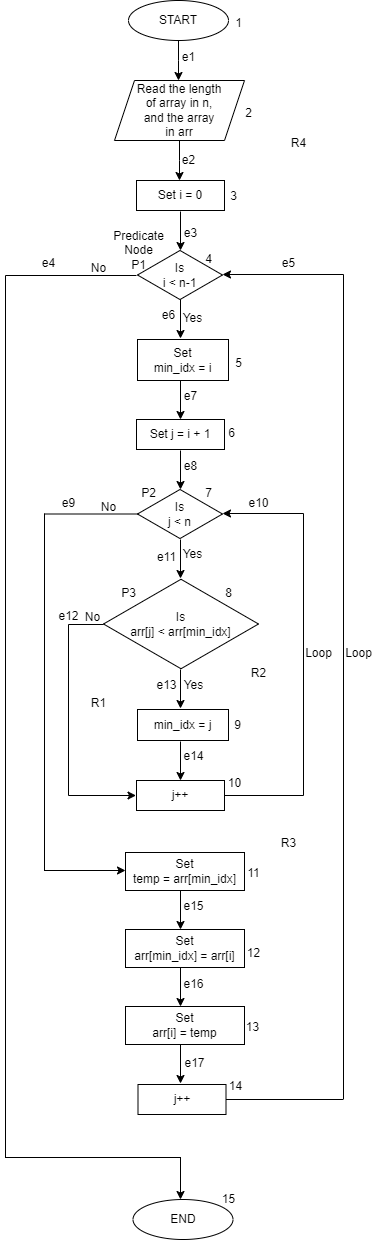 START
1
e1
Read the length
of array in n,
and the array
in arr
2
R4
e2
Set i = 0
3
e3
Predicate
Node
P1
4
e4
No
Is
i < n-1
e5
e6
Yes
Set
min_idx = i
5
e7
Set j = i + 1
6
e8
P2
7
e9
No
Is
j < n
e10
e11
Yes
P3
8
e12
No
Is
arr[j] < arr[min_idx]
Loop
Loop
R2
e13
Yes
R1
min_idx = j
9
e14
10
j++
R3
Set
temp = arr[min_idx]
11
e15
Set
arr[min_idx] = arr[i]
12
e16
Set
arr[i] = temp
13
e17
14
j++
15
END